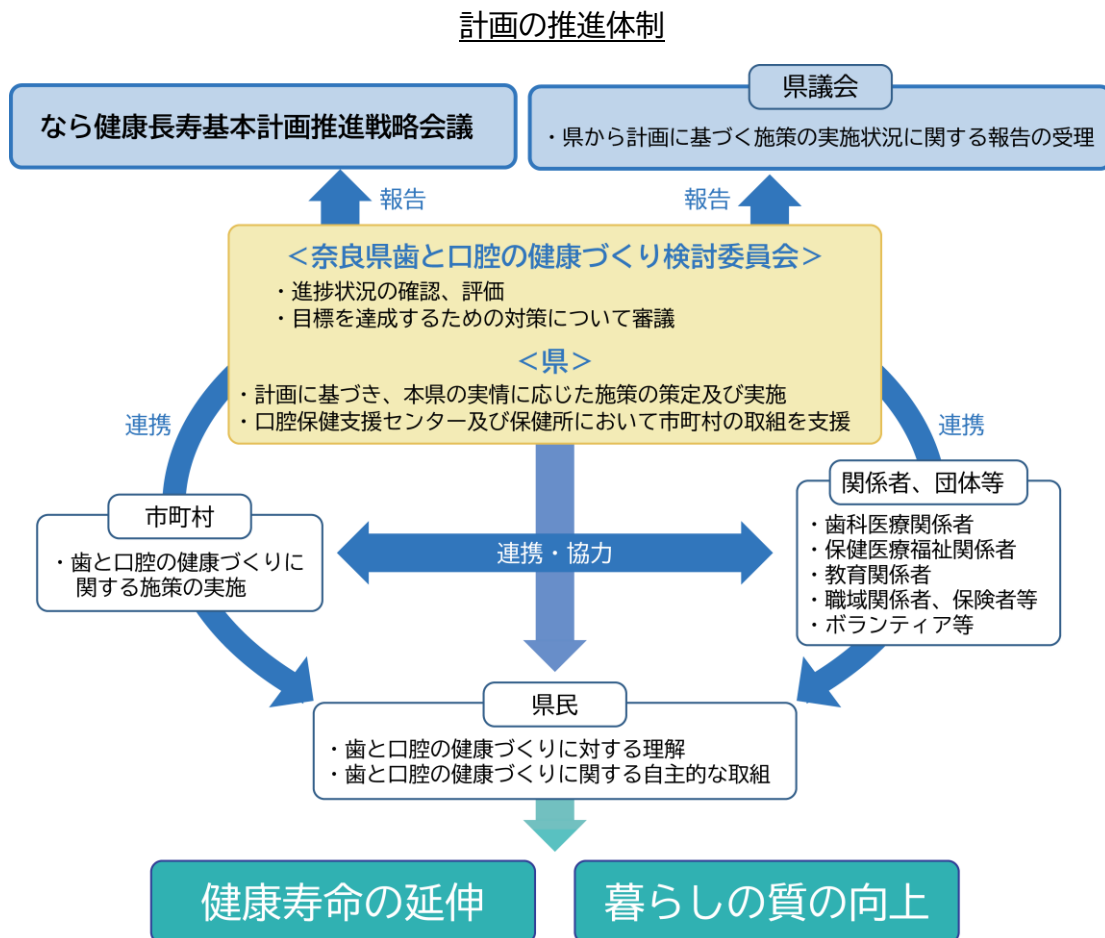 計画の推進体制
なら健康長寿基本計画推進戦略会議
県議会
・県から計画に基づく施策の実施状況に関する報告の受理
報告
報告
＜奈良県歯と口腔の健康づくり検討委員会＞
・進捗状況の確認、評価
・目標を達成するための対策について審議
＜県＞
・計画に基づき、本県の実情に応じた施策の策定及び実施
・口腔保健支援センター及び保健所において市町村の取組を支援
連携
連携
市町村
・歯と口腔の健康づくりに
関する施策の実施
連携・協力
関係者、団体等
・歯科医療関係者
・保健医療福祉関係者
・教育関係者
・職域関係者、保険者等
・ボランティア等
県民
・歯と口腔の健康づくりに対する理解
・歯と口腔の健康づくりに関する自主的な取組
健康寿命の延伸
暮らしの質の向上